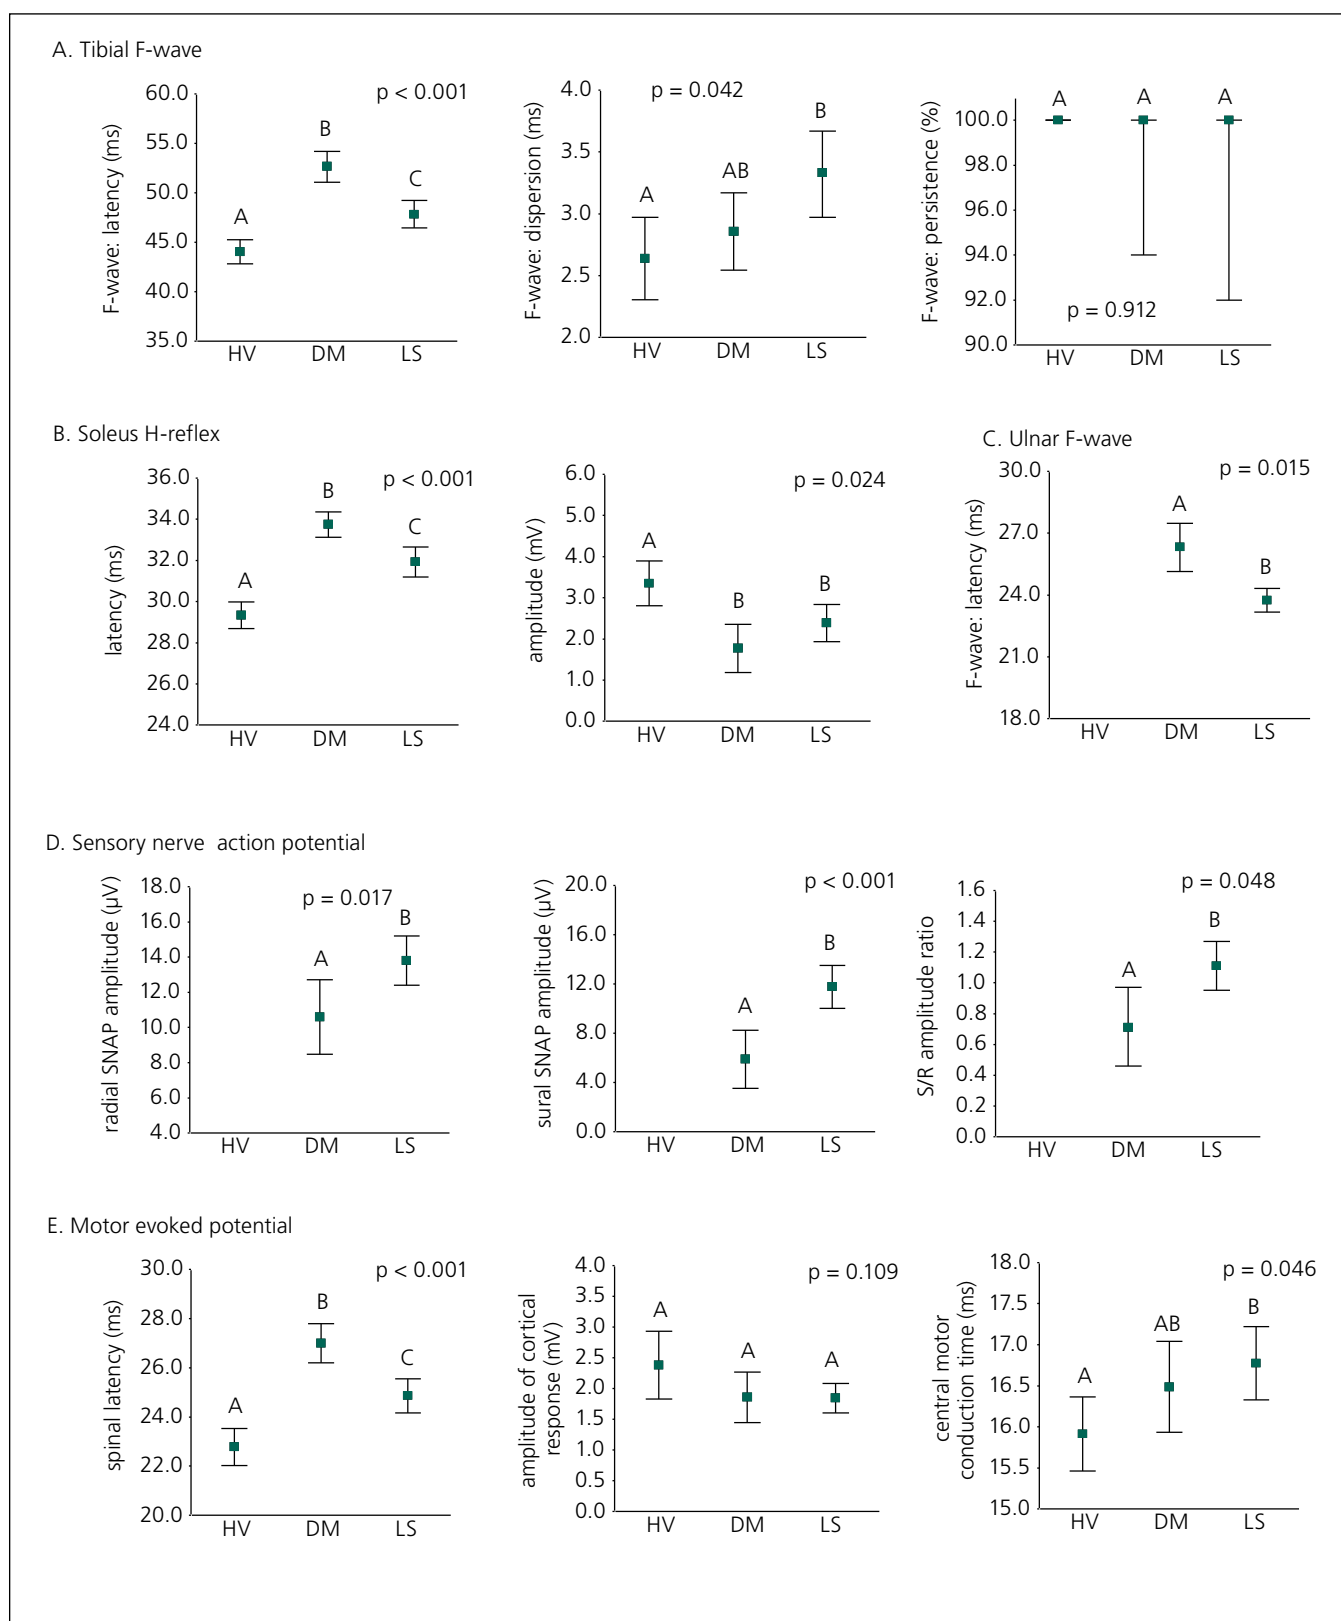 A. Tibial F-wave
F-wave: latency (ms)
60.0
55.0
50.0
45.0
40.0
35.0
p < 0.001
A
B
C
HV DM LS
F-wave: dispersion (ms)
4.0
3.5
3.0
2.5
2.0
p = 0.042
A
AB
B
HV DM LS
F-wave: persistence (%)
100.0
98.0
96.0
94.0
92.0
90.0
A A A
p = 0.912
HV DM LS
B. Soleus H-reflex
latency (ms)
36.0
34.0
32.0
30.0
28.0
26.0
24.0
p < 0.001
A
B
C
HV DM LS
amplitude (mV)
6.0
5.0
4.0
3.0
2.0
1.0
0.0
p = 0.024
A
B
B
HV DM LS
C. Ulnar F-wave
F-wave: latency (ms)
30.0
27.0
24.0
21.0
18.0
p = 0.015
A
B
HV DM LS
D. Sensory nerve action potential
radial SNAP amplitude (µV)
18.0
16.0
14.0
12.0
10.0
8.0
6.0
4.0
p = 0.017
A
B
HV DM LS
sural SNAP amplitude (µV)
20.0
16.0
12.0
8.0
4.0
0.0
p < 0.001
A
B
HV DM LS
S/R amplitude ratio
1.6
1.4
1.2
1.0
0.8
0.6
0.4
0.2
0.0
p = 0.048
A
B
HV DM LS
E. Motor evoked potential
spinal latency (ms)
30.0
28.0
26.0
24.0
22.0
20.0
p < 0.001
A
B
C
HV DM LS
amplitude of cortical
response (mV)
4.0
3.5
3.0
2.5
2.0
1.5
1.0
0.5
0.0
p = 0.109
A
A
A
HV DM LS
central motor
conduction time (ms)
18.0
17.5
17.0
16.5
16.0
15.5
15.0
p = 0.046
A
AB
B
HV DM LS